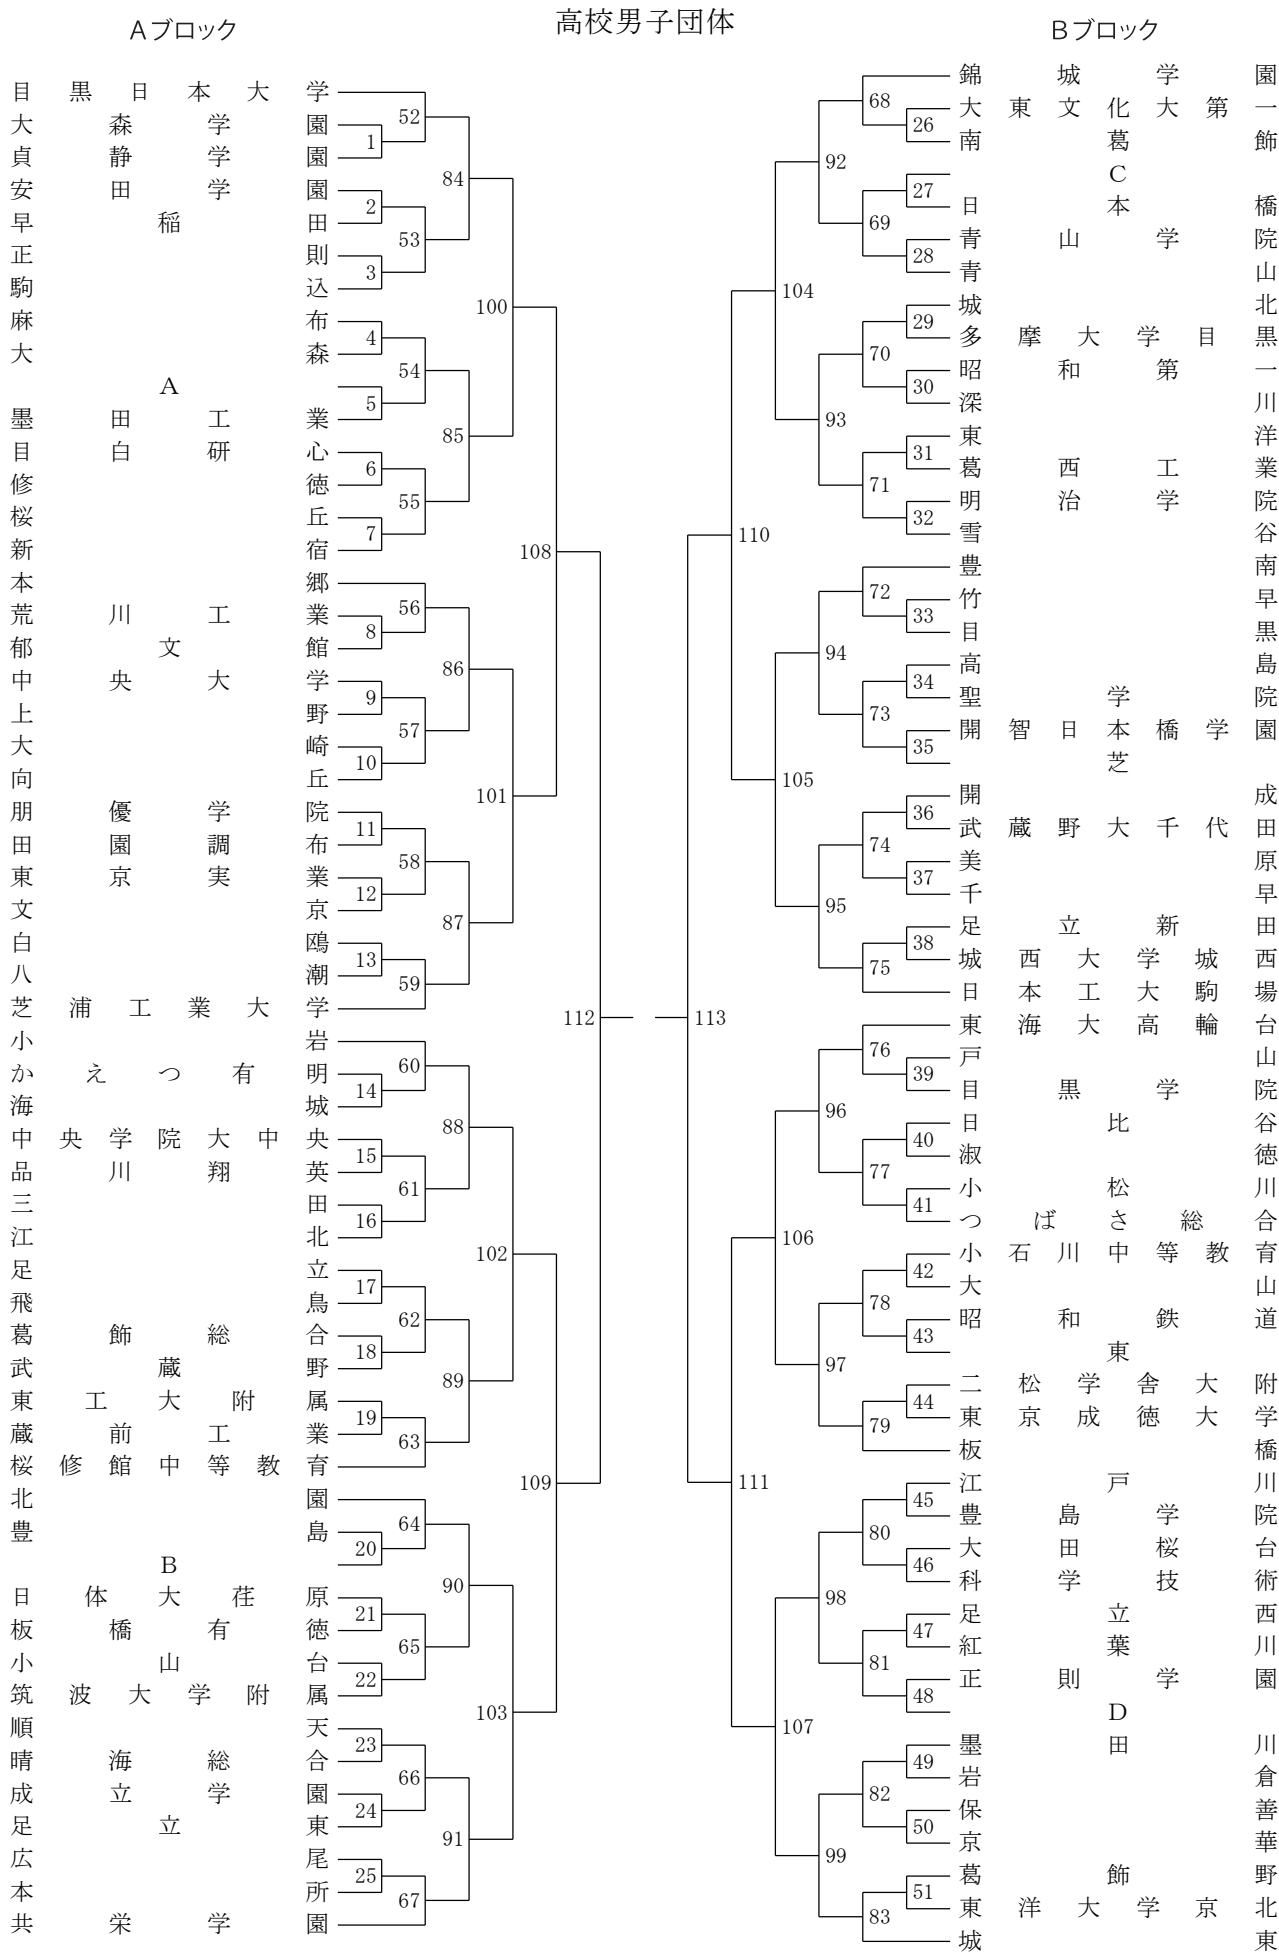 高校男子団体
Aブロック
目黒日本大学
大森学園
貞静学園
安田学園
早稲田
正則
駒込
麻布
大森
A
墨田工業
目白研心
修徳
桜丘
新宿
本郷
荒川工業
郁文館
中央大学
上野
大崎
向丘
朋優学院
田園調布
東京実業
文京
白鴎
八潮
芝浦工業大学
小岩
かえつ有明
海城
中央学院大中央
品川翔英
三田
江北
足立
飛鳥
葛飾総合
武蔵野
東工大附属
蔵前工業
桜修館中等教育
北園
豊島
B
日体大荏原
板橋有徳
小山台
筑波大学附属
順天
晴海総合
成立学園
足立東
広尾
本所
共栄学園
1
2
3
4
5
6
7
8
9
10
11
12
13
14
15
16
17
18
19
20
21
22
23
24
25
52
53
54
55
56
57
58
59
60
61
62
63
64
65
66
67
84
85
86
87
88
89
90
91
100
101
102
103
108
109
112
113
110
111
104
105
106
107
92
93
94
95
96
97
98
99
68
69
70
71
72
73
74
75
76
77
78
79
80
81
82
83
26
27
28
29
30
31
32
33
34
35
36
37
38
39
40
41
42
43
44
45
46
47
48
49
50
51
Bブロック
錦城学園
大東文化大第一
南葛飾
C
日本橋
青山学院
青山
城北
多摩大学目黒
昭和第一
深川
東洋
葛西工業
明治学院
雪谷
豊南
竹早
目黒
高島
聖学院
開智日本橋学園
芝
開成
武蔵野大千代田
美原
千早
足立新田
城西大学城西
日本工大駒場
東海大高輪台
戸山
目黒学院
日比谷
淑徳
小松川
つばさ総合
小石川中等教育
大山
昭和鉄道
東
二松学舎大附
東京成徳大学
板橋
江戸川
豊島学院
大田桜台
科学技術
足立西
紅葉川
正則学園
D
墨田川
岩倉
保善
京華
葛飾野
東洋大学京北
城東